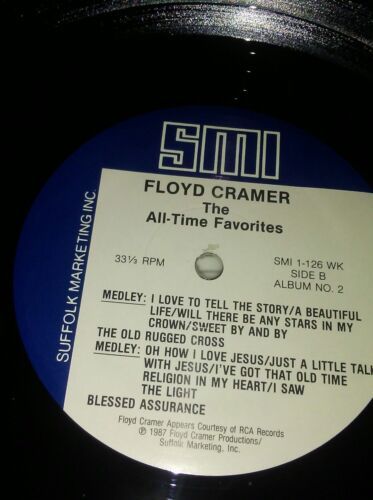 SMI
SUFFOLK MARKETING INC.
FLOYD CRAMER
The
All-Time Favorites
33⅓ RPM
SMI 1-126 WK
SIDE B
ALBUM NO. 2
MEDLEY: I LOVE TO TELL THE STORY/A BEAUTIFUL
LIFE/WILL THERE BE ANY STARS IN MY
CROWN/SWEET BY AND BY
THE OLD RUGGED CROSS
MEDLEY: OH HOW I LOVE JESUS/JUST A LITTLE TALK
WITH JESUS/I'VE GOT THAT OLD TIME
RELIGION IN MY HEART/I SAW
THE LIGHT
BLESSED ASSURANCE
Floyd Cramer Appears Courtesy of RCA Records
℗ 1987 Floyd Cramer Productions/
Suffolk Marketing, Inc.